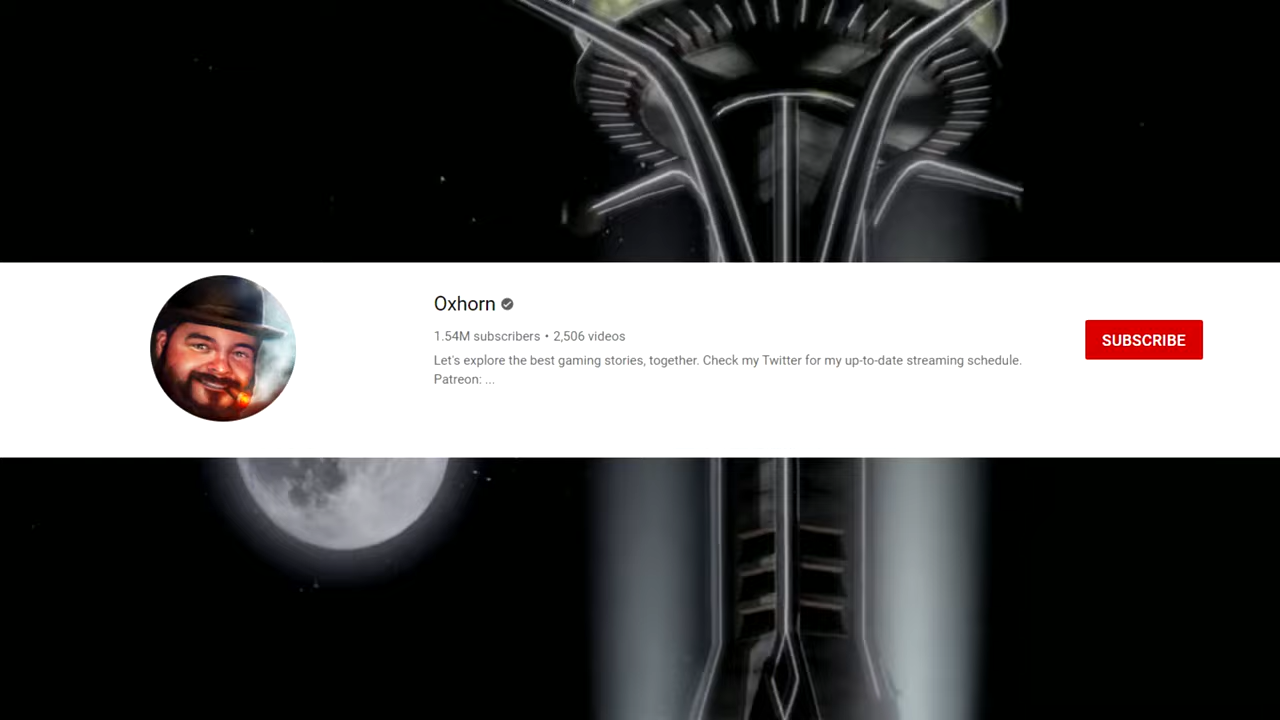 Oxhorn
1.54M subscribers • 2,506 videos
Let's explore the best gaming stories, together. Check my Twitter for my up-to-date streaming schedule.
Patreon: ...
SUBSCRIBE